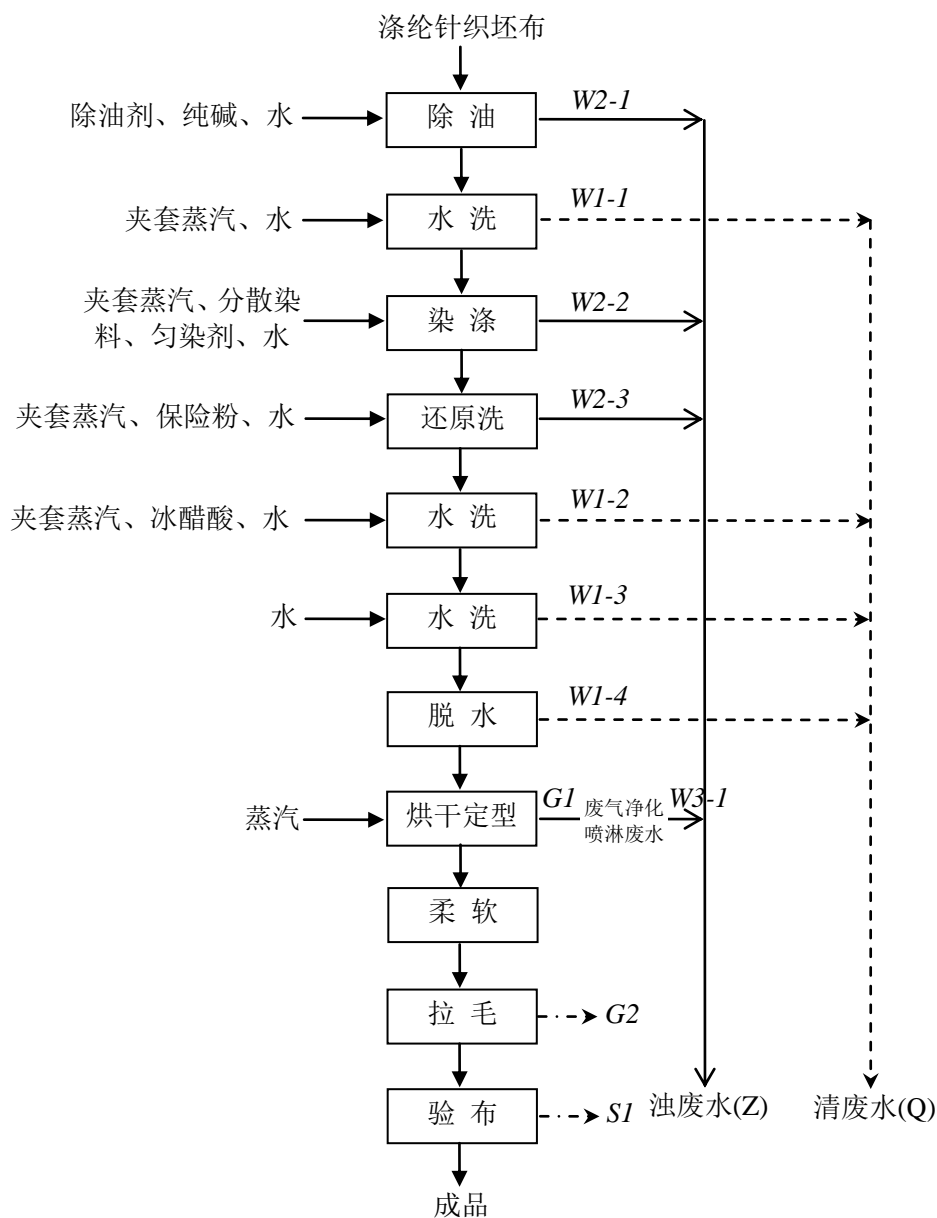 涤纶针织坯布
除油剂、纯碱、水
除 油
W2-1
夹套蒸汽、水
水 洗
W1-1
夹套蒸汽、分散染
料、匀染剂、水
染 涤
W2-2
夹套蒸汽、保险粉、水
还原洗
W2-3
夹套蒸汽、冰醋酸、水
水 洗
W1-2
水
水 洗
W1-3
脱 水
W1-4
蒸汽
烘干定型
G1
废气净化
喷淋废水
W3-1
柔 软
拉 毛
G2
验 布
S1
浊废水(Z)
清废水(Q)
成品